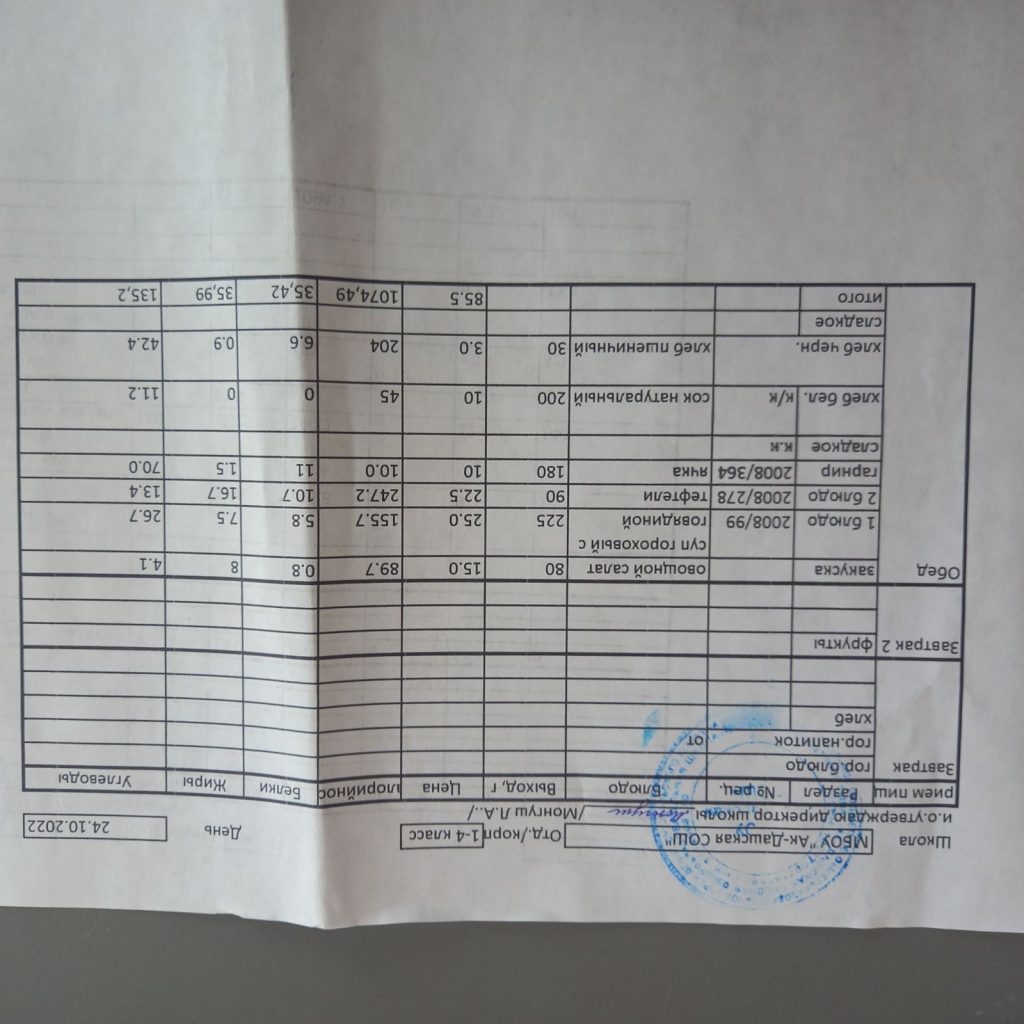 Школа МБОУ "Ак-Дашская СОШ" Отд./корп 1-4 класс День 24.10.2022
и.о.утверждаю,директор школы /Монгуш Л.А../
рием пищ Раздел №рец. Блюдо Выход, г Цена алорийнос Белки Жиры Углеводы
Завтрак гор.блюдо
гор.напиток от
хлеб
Завтрак 2 фрукты
Обед закуска овощной салат 80 15.0 89.7 0.8 8 4.1
суп гороховый с
1 блюдо 2008/99 говядиной 225 25.0 155.7 5.8 7.5 26.7
2 блюдо 2008/278 тефтели 90 22.5 247.2 10.7 16.7 13.4
гарнир 2008/364 ячка 180 10 10.0 11 1.5 70.0
сладкое к.к
хлеб бел. к/к сок натуральный 200 10 45 0 0 11.2
хлеб черн. хлеб пшеничный 30 3.0 204 6.6 0.9 42.4
сладкое
итого 85.5 1074,49 35,42 35,99 135,2